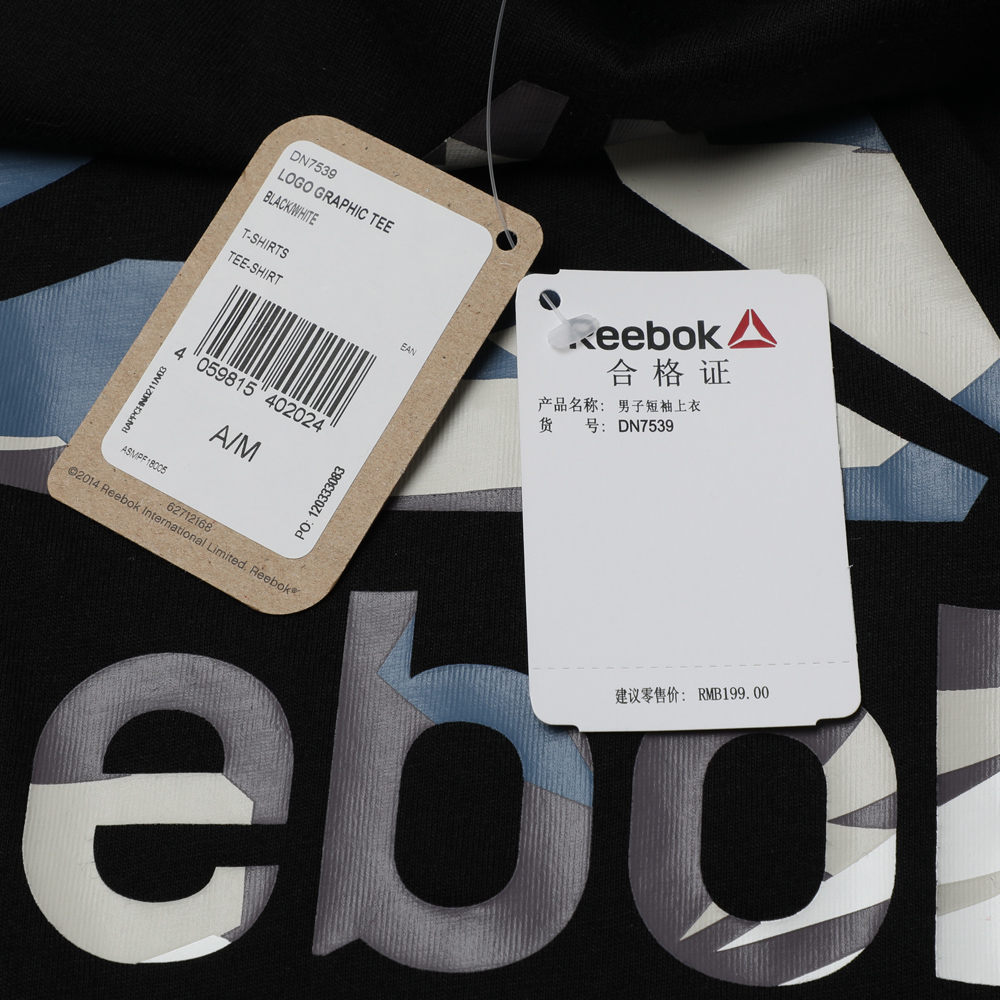 DN7539
LOGO GRAPHIC TEE
BLACK/WHITE
T-SHIRTS
TEE-SHIRT
EAN
4 059815 402024
A/M
ASMPF18005
PO: 120333083
62712168
©2014 Reebok International Limited. Reebok®
Reebok
合格证
产品名称: 男子短袖上衣
货 号: DN7539
建议零售价: RMB199.00
ebo